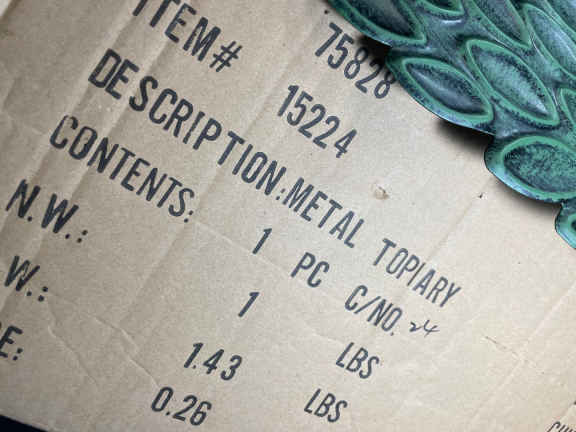 75828
ITEM# 15224
DESCRIPTION:METAL TOPIARY
CONTENTS: 1 PC C/NO. 24
N.W.: 1 LBS
W.: 1.43 LBS
E: 0.26